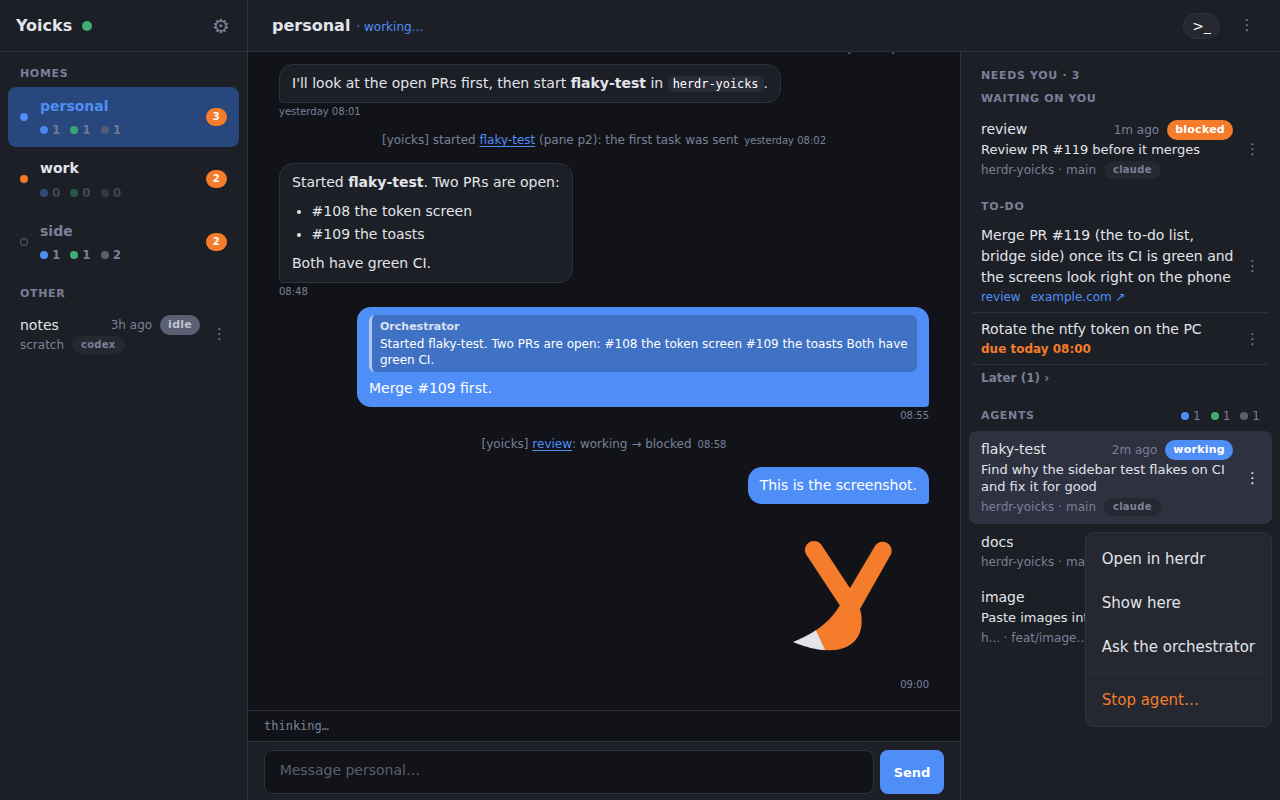 Yoicks
HOMES
personal
1 1 1
3
work
0 0 0
2
side
1 1 2
2
OTHER
notes 3h ago idle
scratch codex
personal · working…
>_
I'll look at the open PRs first, then start flaky-test in herdr-yoicks.
yesterday 08:01
[yoicks] started flaky-test (pane p2): the first task was sent yesterday 08:02
Started flaky-test. Two PRs are open:
• #108 the token screen
• #109 the toasts
Both have green CI.
08:48
Orchestrator
Started flaky-test. Two PRs are open: #108 the token screen #109 the toasts Both have
green CI.
Merge #109 first.
08:55
[yoicks] review: working → blocked 08:58
This is the screenshot.
09:00
thinking…
Message personal…
Send
NEEDS YOU · 3
WAITING ON YOU
review 1m ago blocked
Review PR #119 before it merges
herdr-yoicks · main claude
TO-DO
Merge PR #119 (the to-do list,
bridge side) once its CI is green and
the screens look right on the phone
review example.com ↗
Rotate the ntfy token on the PC
due today 08:00
Later (1) ›
AGENTS 1 1 1
flaky-test 2m ago working
Find why the sidebar test flakes on CI
and fix it for good
herdr-yoicks · main claude
docs
herdr-yoicks · ma
image
Paste images int
h... · feat/image...
Open in herdr
Show here
Ask the orchestrator
Stop agent…